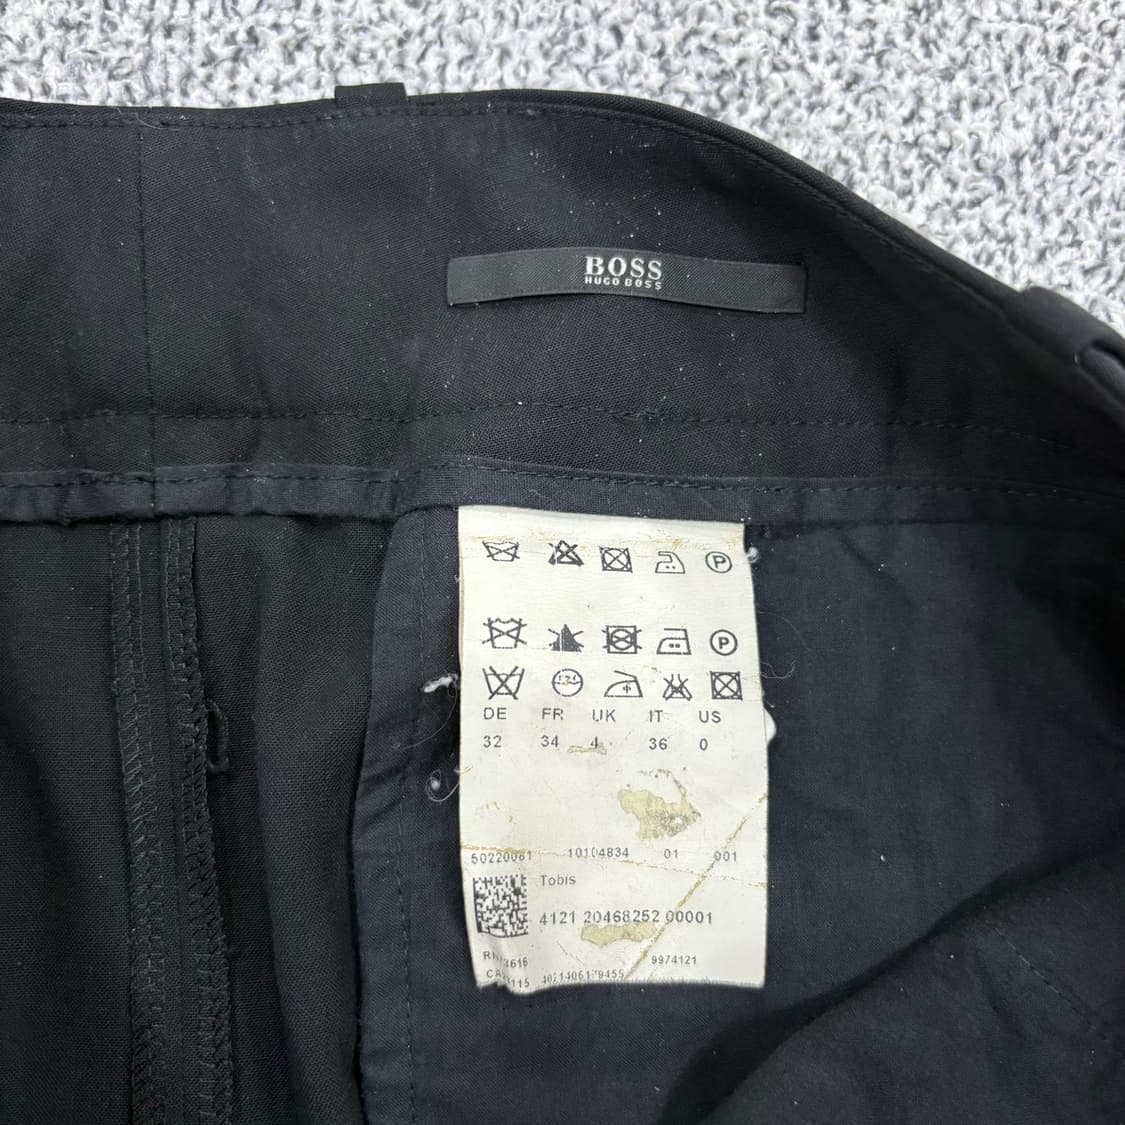 BOSS
HUGO BOSS
P
P
DE FR UK IT US
32 34 4 36 0
50220061 10104834 01 001
Tobis
4121 20468252 00001
9974121